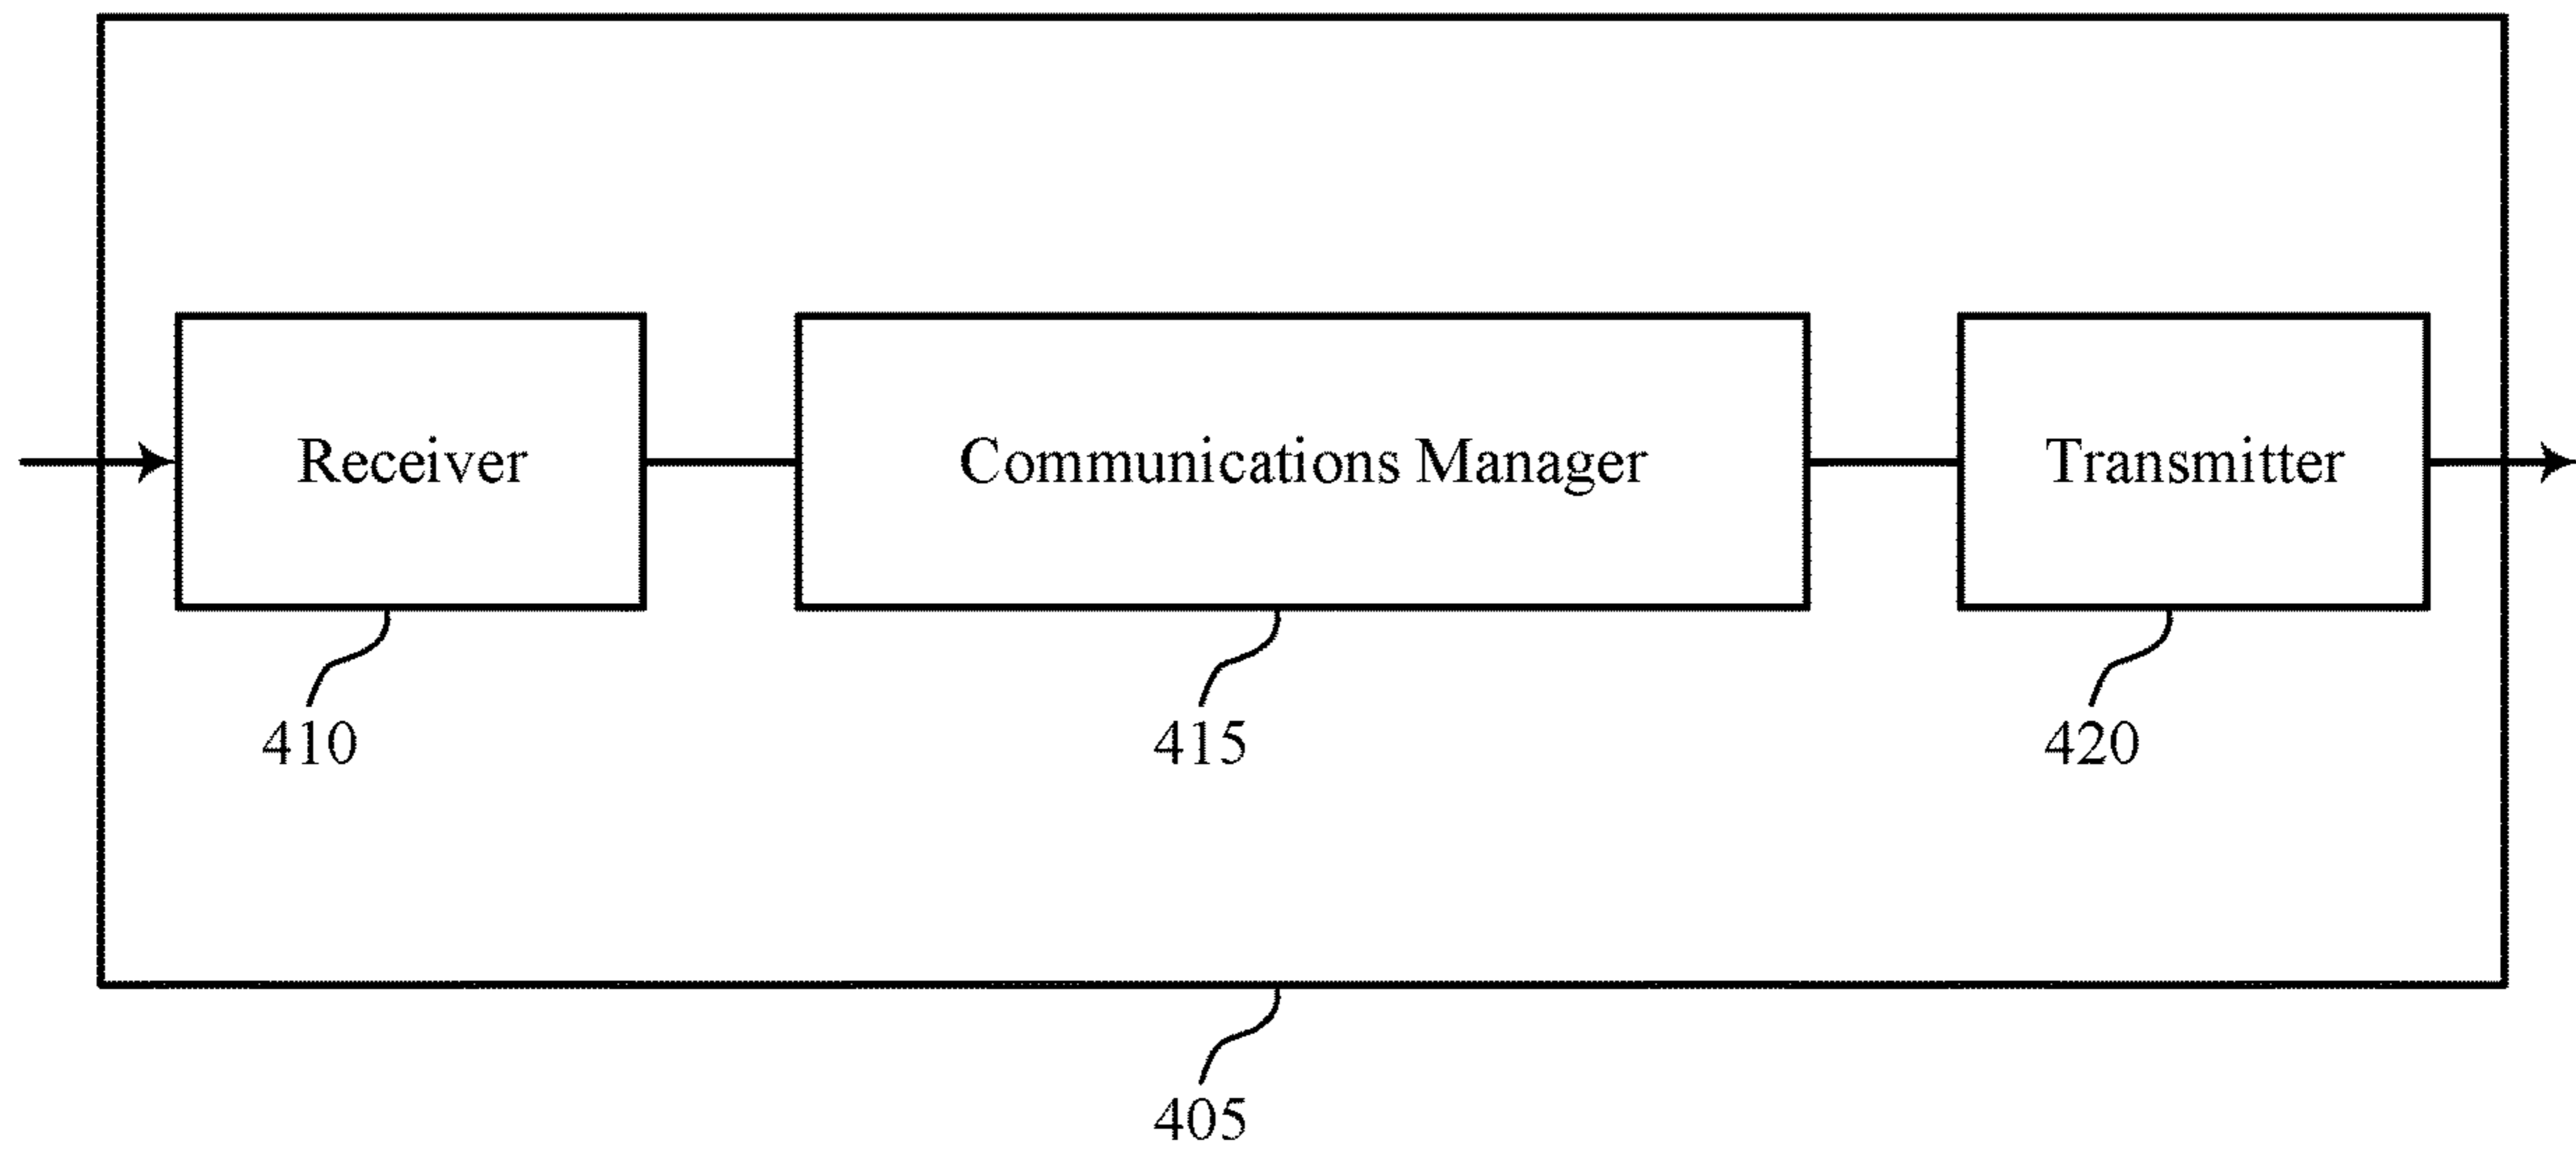 Receiver
Communications Manager
Transmitter
410
415
420
405